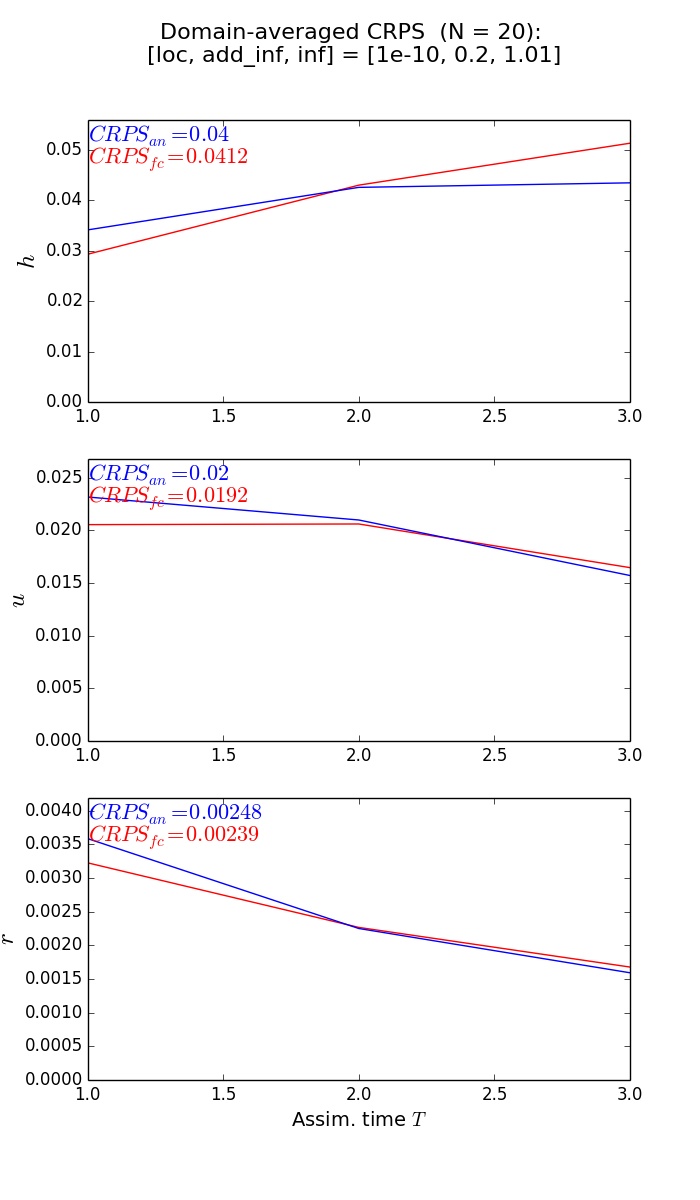 Domain-averaged CRPS  (N = 20):
[loc, add_inf, inf] = [1e-10, 0.2, 1.01]
CRPS_an = 0.04
CRPS_fc = 0.0412
0.05
0.04
0.03
0.02
0.01
0.00
h
1.0 1.5 2.0 2.5 3.0
CRPS_an = 0.02
CRPS_fc = 0.0192
0.025
0.020
0.015
0.010
0.005
0.000
u
1.0 1.5 2.0 2.5 3.0
CRPS_an = 0.00248
CRPS_fc = 0.00239
0.0040
0.0035
0.0030
0.0025
0.0020
0.0015
0.0010
0.0005
0.0000
r
1.0 1.5 2.0 2.5 3.0
Assim. time T